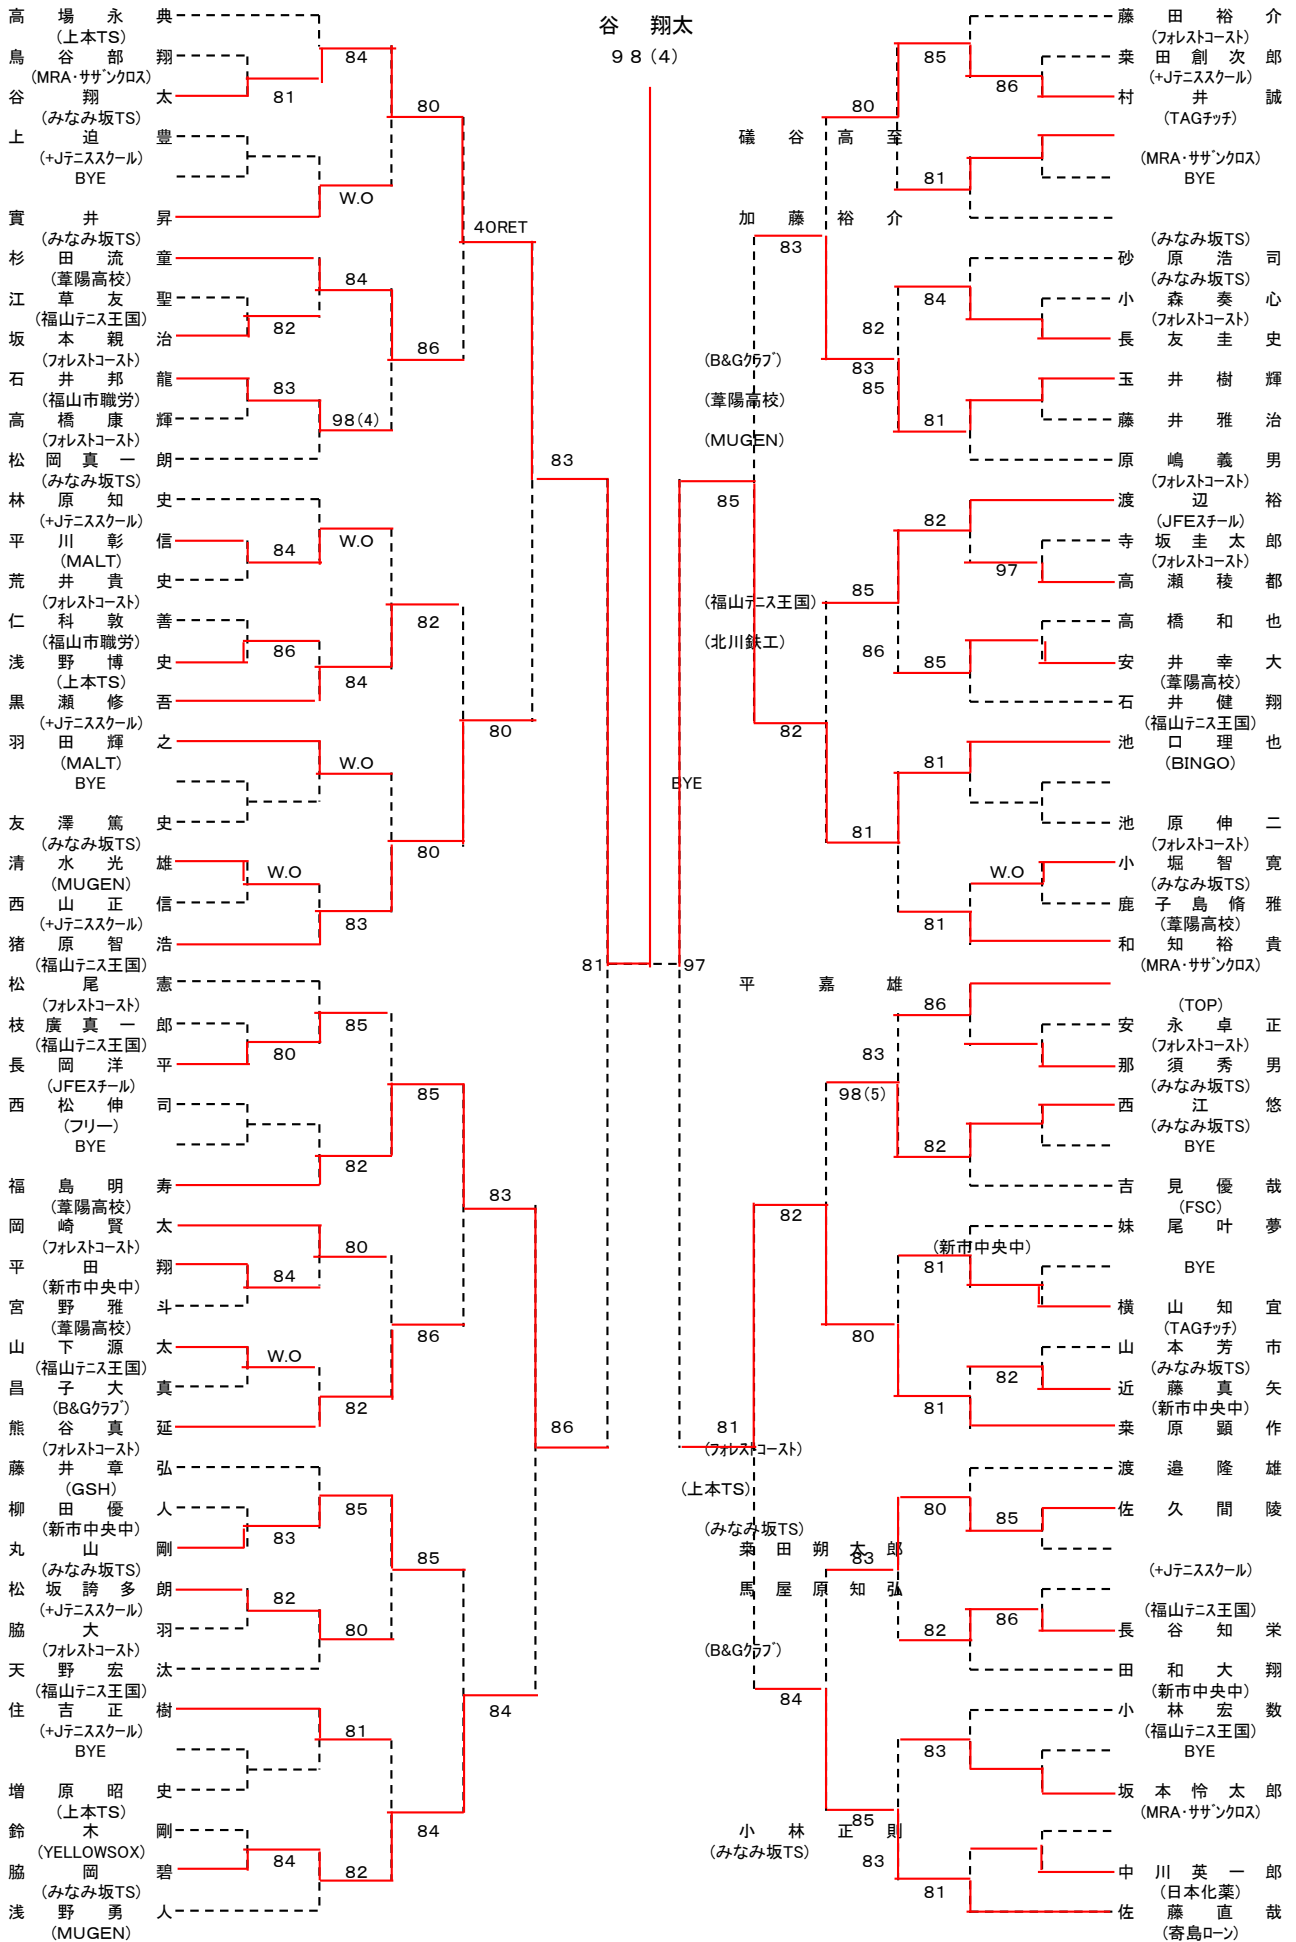 谷 翔太
98(4)
高場永典
(上本TS)
鳥谷部翔
(MRA・サザンクロス)
谷翔太
(みなみ坂TS)
上迫豊
(+Jテニススクール)
BYE
實井昇
(みなみ坂TS)
杉田流童
(葦陽高校)
江草友聖
(福山テニス王国)
坂本親治
(フォレストコースト)
石井邦龍
(福山市職労)
高橋康輝
(フォレストコースト)
松岡真一朗
(みなみ坂TS)
林原知史
(+Jテニススクール)
平川彰信
(MALT)
荒井貴史
(フォレストコースト)
仁科敦善
(福山市職労)
浅野博史
(上本TS)
黒瀬修吾
(+Jテニススクール)
羽田輝之
(MALT)
BYE
友澤篤史
(みなみ坂TS)
清水光雄
(MUGEN)
西山正信
(+Jテニススクール)
猪原智浩
(福山テニス王国)
松尾憲
(フォレストコースト)
枝廣真一郎
(福山テニス王国)
長岡洋平
(JFEスチール)
西松伸司
(フリー)
BYE
福島明寿
(葦陽高校)
岡崎賢太
(フォレストコースト)
平田翔
(新市中央中)
宮野雅斗
(葦陽高校)
山下源太
(福山テニス王国)
昌子大真
(B&Gクラブ)
熊谷真延
(フォレストコースト)
藤井章弘
(GSH)
柳田優人
(新市中央中)
丸山剛
(みなみ坂TS)
松坂誇多朗
(+Jテニススクール)
脇大羽
(フォレストコースト)
天野宏汰
(福山テニス王国)
住吉正樹
(+Jテニススクール)
BYE
増原昭史
(上本TS)
鈴木剛
(YELLOWSOX)
脇岡碧
(みなみ坂TS)
浅野勇人
(MUGEN)
81
82
83
84
86
80
84
W.O
83
82
84
84
W.O
84
98(4)
W.O
84
W.O
83
85
82
80
82
85
80
81
82
80
86
82
80
85
86
85
84
40RET
80
83
84
83
86
81
97
85
81
83
85
82
82
84
80
83
82
85
86
81
98(5)
83
80
83
85
83
85
81
84
81
82
85
81
81
86
82
81
81
80
82
83
81
86
97
W.O
82
85
86
礒谷高至
加藤裕介
(B&Gクラブ)
(葦陽高校)
(MUGEN)
(福山テニス王国)
(北川鉄工)
BYE
平嘉雄
(新市中央中)
(フォレストコースト)
(上本TS)
(みなみ坂TS)
桒田朔太郎
馬屋原知弘
(B&Gクラブ)
小林正則
(みなみ坂TS)
藤田裕介
(フォレストコースト)
桒田創次郎
(+Jテニススクール)
村井誠
(TAGチッチ)
(MRA・サザンクロス)
BYE
(みなみ坂TS)
砂原浩司
(みなみ坂TS)
小森奏心
(フォレストコースト)
長友圭史
玉井樹輝
藤井雅治
原嶋義男
(フォレストコースト)
渡辺裕
(JFEスチール)
寺坂圭太郎
(フォレストコースト)
高瀬稜都
高橋和也
安井幸大
(葦陽高校)
石井健翔
(福山テニス王国)
池口理也
(BINGO)
池原伸二
(フォレストコースト)
小堀智寛
(みなみ坂TS)
鹿子島脩雅
(葦陽高校)
和知裕貴
(MRA・サザンクロス)
(TOP)
安永卓正
(フォレストコースト)
那須秀男
(みなみ坂TS)
西江悠
(みなみ坂TS)
BYE
吉見優哉
(FSC)
妹尾叶夢
BYE
横山知宜
(TAGチッチ)
山本芳市
(みなみ坂TS)
近藤真矢
(新市中央中)
桒原顕作
渡邉隆雄
佐久間陵
(+Jテニススクール)
(福山テニス王国)
長谷知栄
田和大翔
(新市中央中)
小林宏数
(福山テニス王国)
BYE
坂本怜太郎
(MRA・サザンクロス)
中川英一郎
(日本化薬)
佐藤直哉
(寄島ローン)